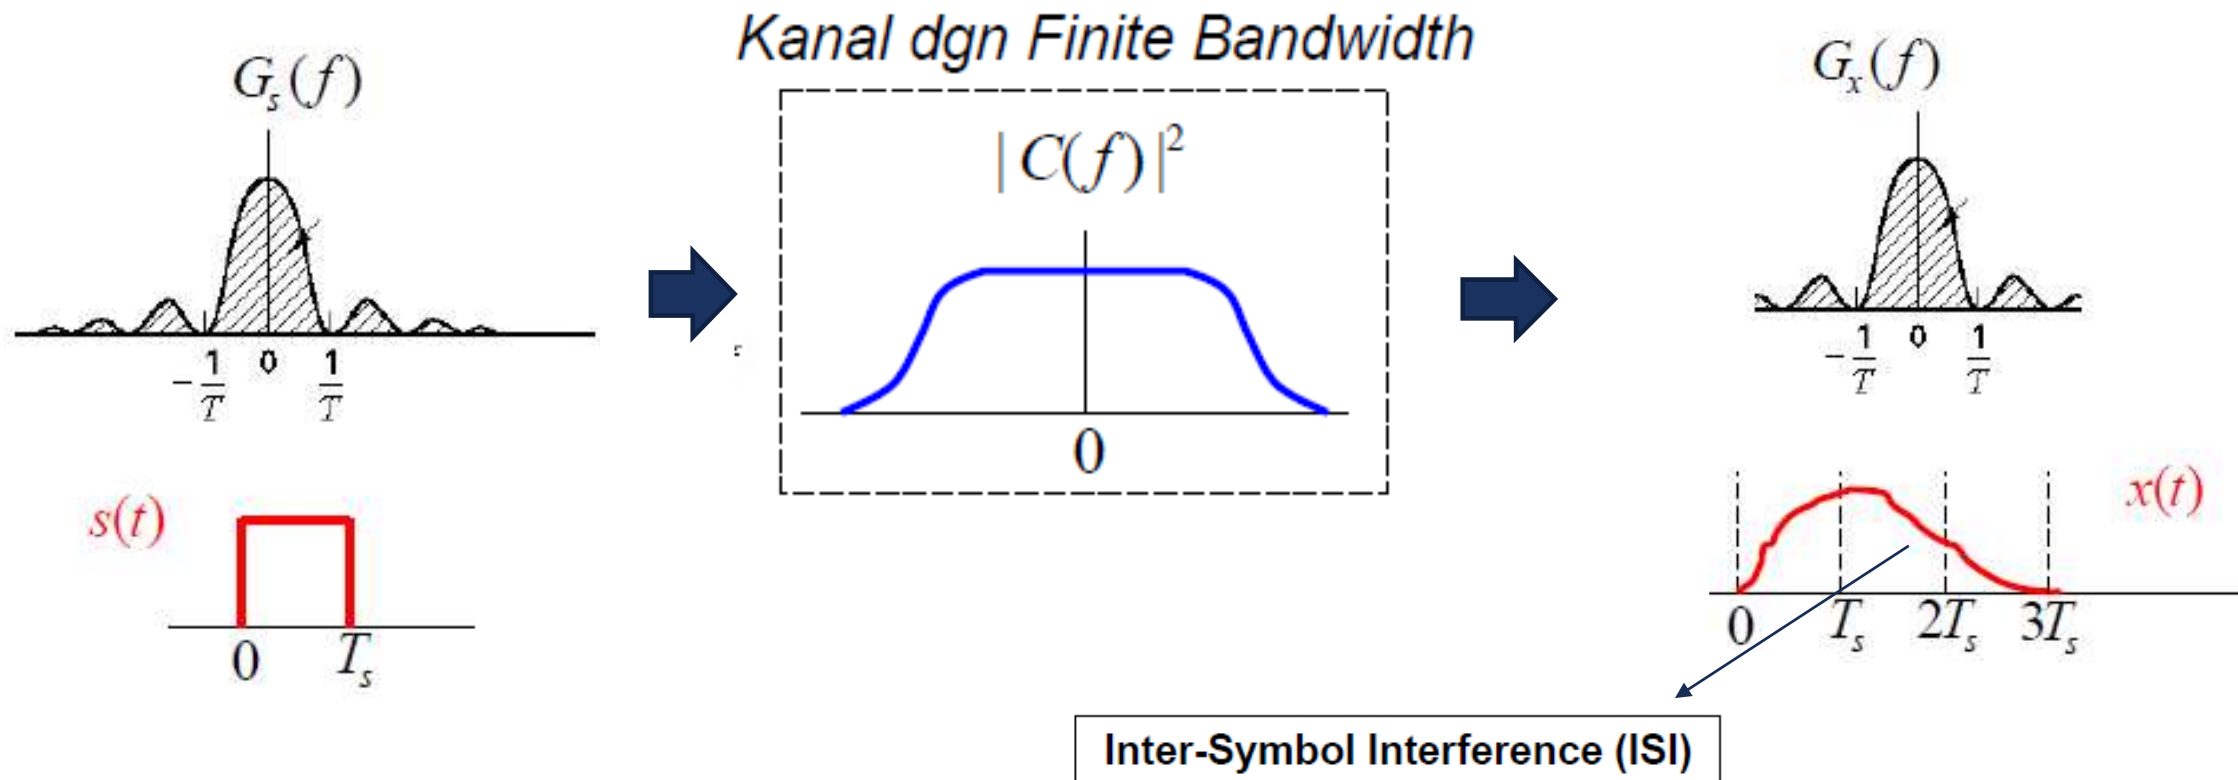 Kanal dgn Finite Bandwidth
G_s(f)
-1/T 0 1/T
s(t)
0 T_s
|C(f)|²
0
G_x(f)
-1/T 0 1/T
x(t)
0 T_s 2T_s 3T_s
Inter-Symbol Interference (ISI)